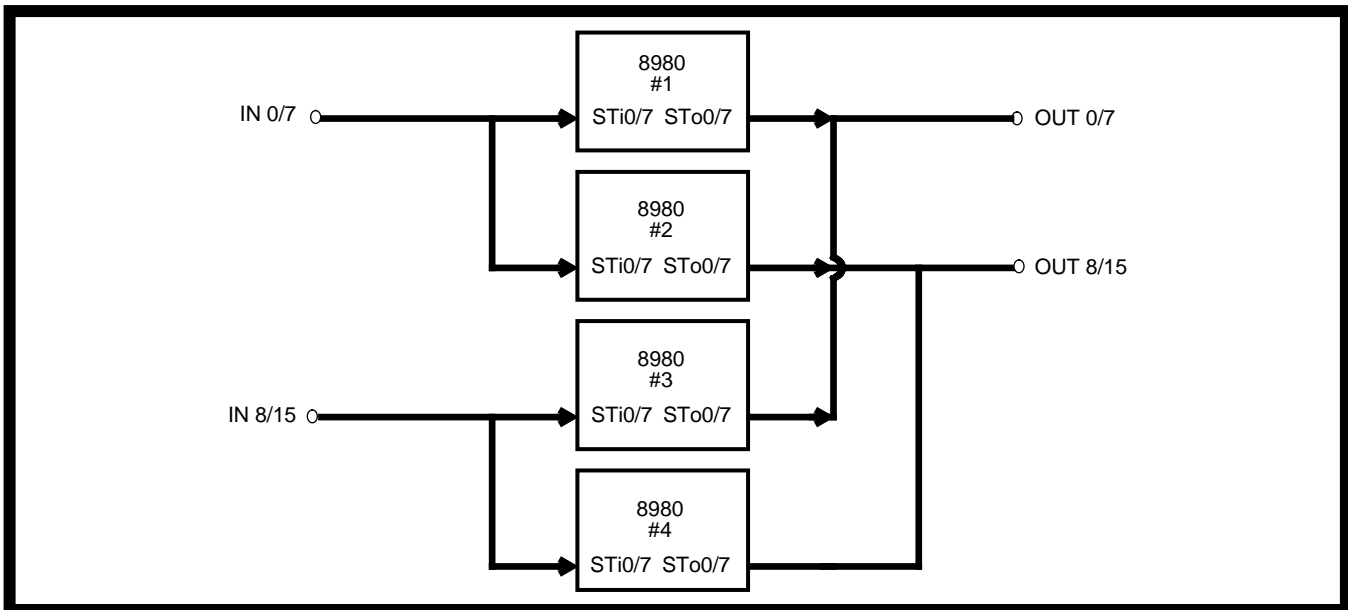 8980
#1
IN 0/7
STi0/7 STo0/7
OUT 0/7
8980
#2
STi0/7 STo0/7
OUT 8/15
8980
#3
IN 8/15
STi0/7 STo0/7
8980
#4
STi0/7 STo0/7